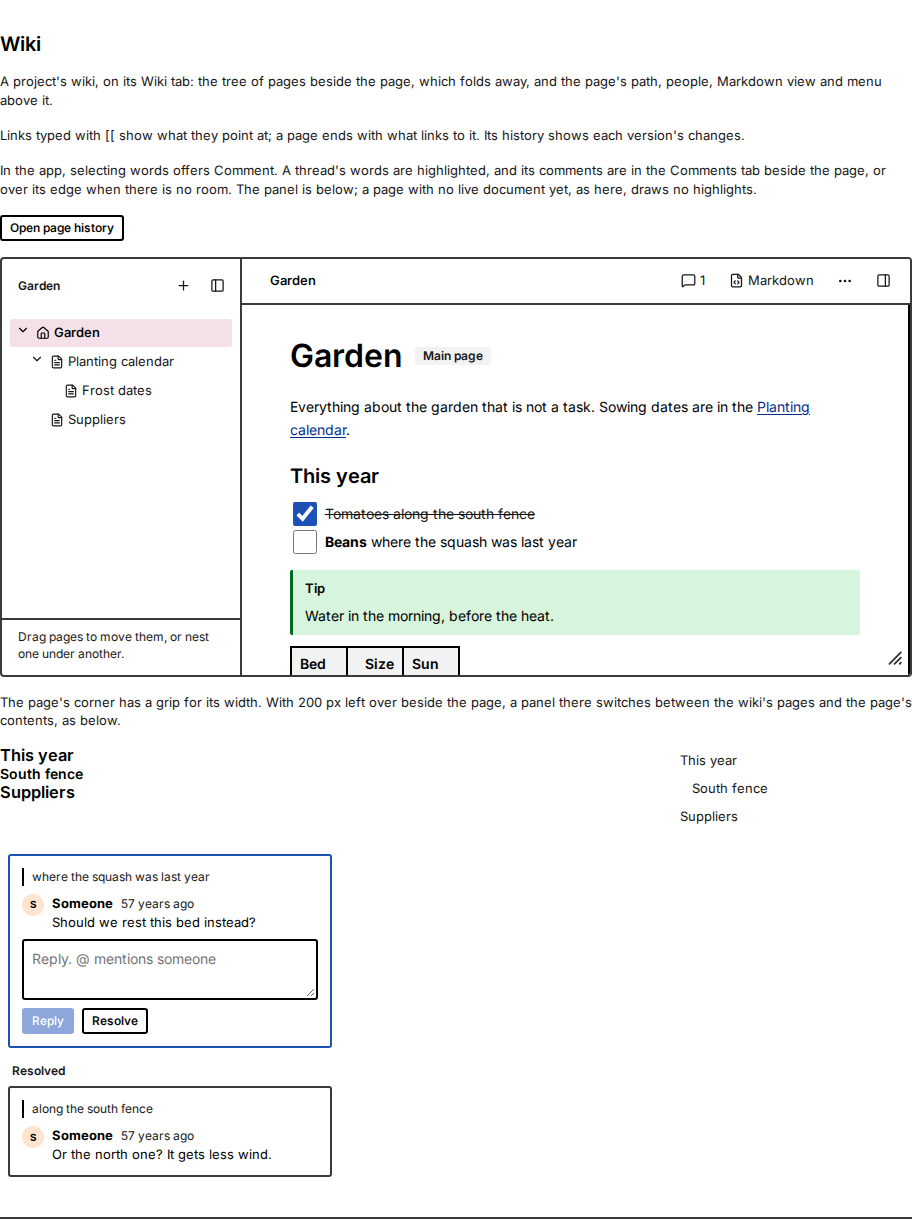 Wiki
A project's wiki, on its Wiki tab: the tree of pages beside the page, which folds away, and the page's path, people, Markdown view and menu
above it.
Links typed with [[ show what they point at; a page ends with what links to it. Its history shows each version's changes.
In the app, selecting words offers Comment. A thread's words are highlighted, and its comments are in the Comments tab beside the page, or
over its edge when there is no room. The panel is below; a page with no live document yet, as here, draws no highlights.
Open page history
Garden
Garden
Planting calendar
Frost dates
Suppliers
Drag pages to move them, or nest
one under another.
Garden
1
Markdown
Garden
Main page
Everything about the garden that is not a task. Sowing dates are in the Planting
calendar.
This year
Tomatoes along the south fence
Beans where the squash was last year
Tip
Water in the morning, before the heat.
Bed Size Sun
The page's corner has a grip for its width. With 200 px left over beside the page, a panel there switches between the wiki's pages and the page's
contents, as below.
This year
South fence
Suppliers
This year
South fence
Suppliers
where the squash was last year
S
Someone 57 years ago
Should we rest this bed instead?
Reply. @ mentions someone
Reply
Resolve
Resolved
along the south fence
S
Someone 57 years ago
Or the north one? It gets less wind.